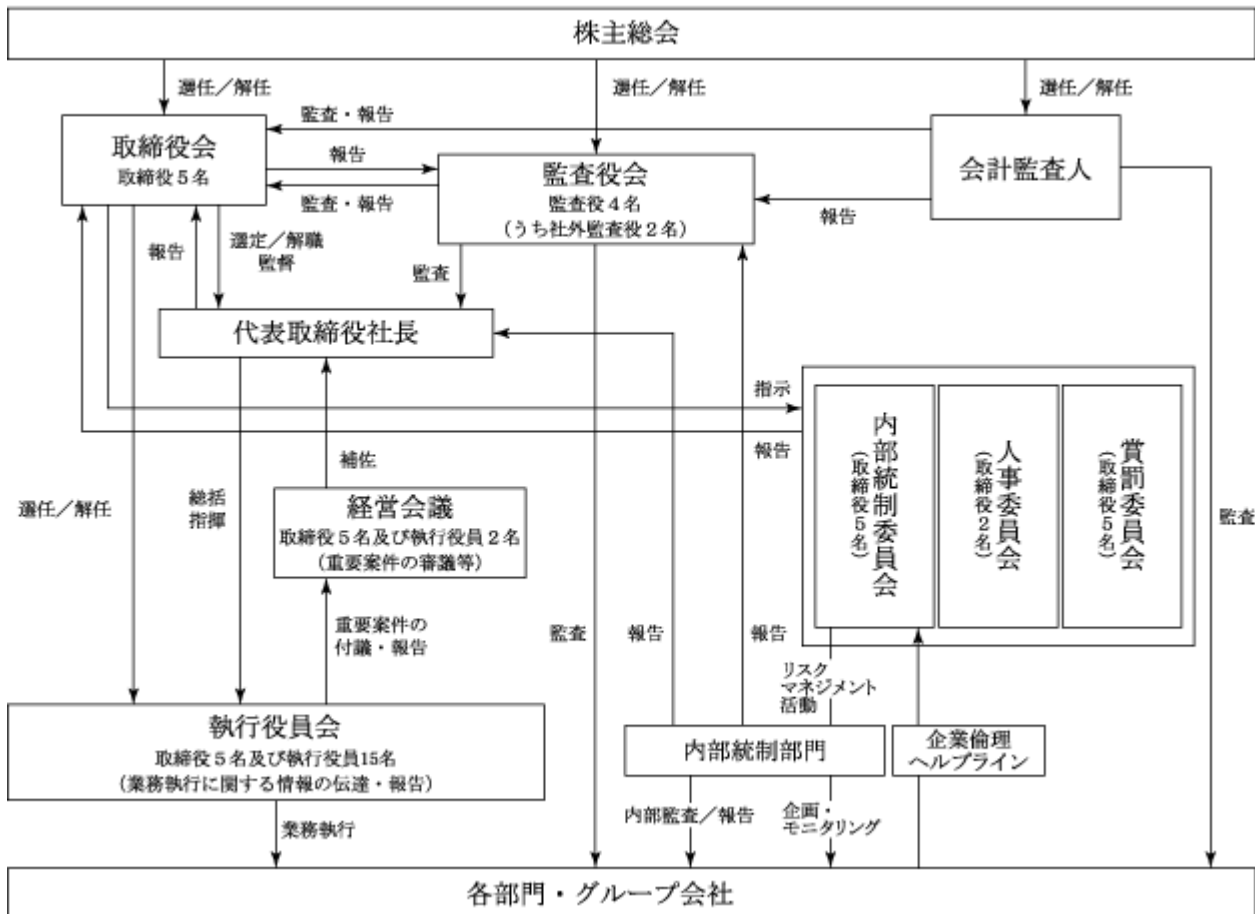 株主総会
選任／解任
選任／解任
選任／解任
監査・報告
取締役会
取締役５名
報告
監査・報告
監査役会
監査役４名
（うち社外監査役２名）
会計監査人
報告
報告
選定／解職
監督
監査
代表取締役社長
指示
報告
内部統制委員会
（取締役５名）
人事委員会
（取締役２名）
賞罰委員会
（取締役５名）
補佐
選任／解任
総括
指揮
経営会議
取締役５名及び執行役員２名
（重要案件の審議等）
監査
重要案件の
付議・報告
監査
報告
報告
リスク
マネジメント
活動
執行役員会
取締役５名及び執行役員15名
（業務執行に関する情報の伝達・報告）
内部統制部門
企業倫理
ヘルプライン
業務執行
内部監査／報告
企画・
モニタリング
各部門・グループ会社